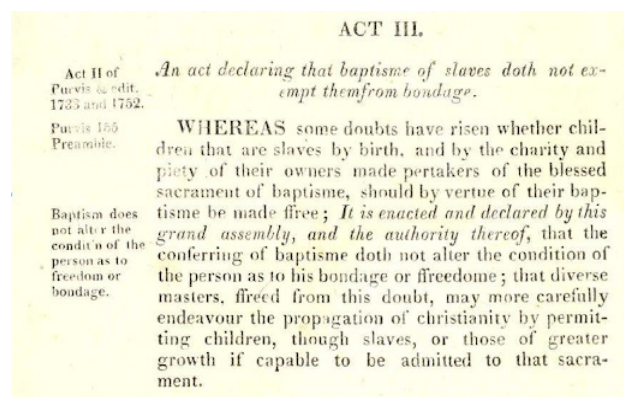 ACT III.
Act II of
Purvis & edit.
1733 and 1752.
An act declaring that baptisme of slaves doth not ex-
empt themfrom bondage.
Purvis 155
Preamble.
WHEREAS some doubts have risen whether chil-
dren that are slaves by birth, and by the charity and
piety of their owners made pertakers of the blessed
sacrament of baptisme, should by vertue of their bap-
tisme be made ffree; It is enacted and declared by this
grand assembly, and the authority thereof, that the
conferring of baptisme doth not alter the condition of
the person as to his bondage or ffreedome; that diverse
masters, ffreed from this doubt, may more carefully
endeavour the propagation of christianity by permit-
ting children, though slaves, or those of greater
growth if capable to be admitted to that sacra-
ment.
Baptism does
not alter the
condit'n of the
person as to
freedom or
bondage.